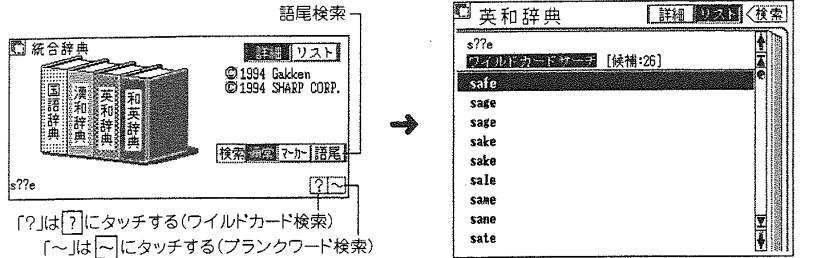 語尾検索
統合辞典
詳細 リスト
©1994 Gakken
©1994 SHARP CORP.
国語辞典
漢和辞典
英和辞典
和英辞典
検索 マーカー 語尾
s??e
? ～
「?」は?にタッチする(ワイルドカード検索)
「～」は～にタッチする(ブランクワード検索)
→
英和辞典
詳細 リスト 検索
s??e
ワイルドカードサーチ [候補:26]
safe
sage
sage
sake
sake
sale
same
sane
sate